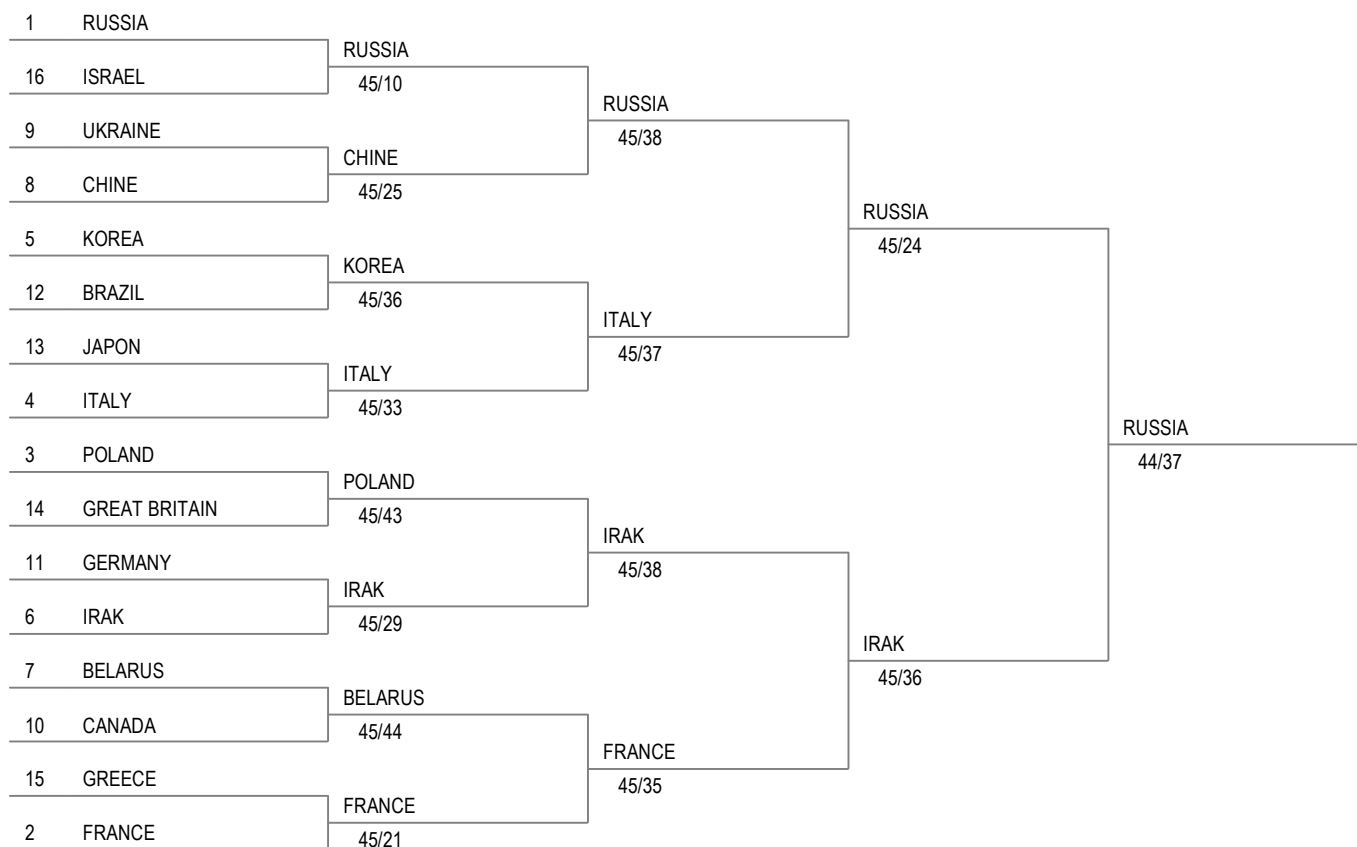 1 RUSSIA
RUSSIA
16 ISRAEL
45/10
RUSSIA
9 UKRAINE
45/38
CHINE
8 CHINE
45/25
RUSSIA
5 KOREA
45/24
KOREA
12 BRAZIL
45/36
ITALY
13 JAPON
45/37
ITALY
4 ITALY
45/33
RUSSIA
3 POLAND
44/37
POLAND
14 GREAT BRITAIN
45/43
IRAK
11 GERMANY
45/38
IRAK
6 IRAK
45/29
IRAK
7 BELARUS
45/36
BELARUS
10 CANADA
45/44
FRANCE
15 GREECE
45/35
FRANCE
2 FRANCE
45/21